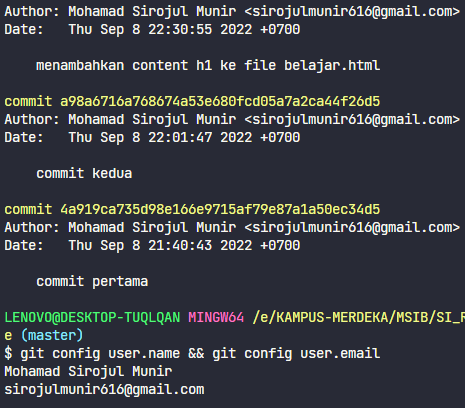 Author: Mohamad Sirojul Munir <sirojulmunir616@gmail.com>
Date:   Thu Sep 8 22:30:55 2022 +0700
    menambahkan content h1 ke file belajar.html
commit a98a6716a768674a53e680fcd05a7a2ca44f26d5
Author: Mohamad Sirojul Munir <sirojulmunir616@gmail.com>
Date:   Thu Sep 8 22:01:47 2022 +0700
    commit kedua
commit 4a919ca735d98e166e9715af79e87a1a50ec34d5
Author: Mohamad Sirojul Munir <sirojulmunir616@gmail.com>
Date:   Thu Sep 8 21:40:43 2022 +0700
    commit pertama
LENOVO@DESKTOP-TUQLQAN MINGW64 /e/KAMPUS-MERDEKA/MSIB/SI_R
e (master)
$ git config user.name && git config user.email
Mohamad Sirojul Munir
sirojulmunir616@gmail.com